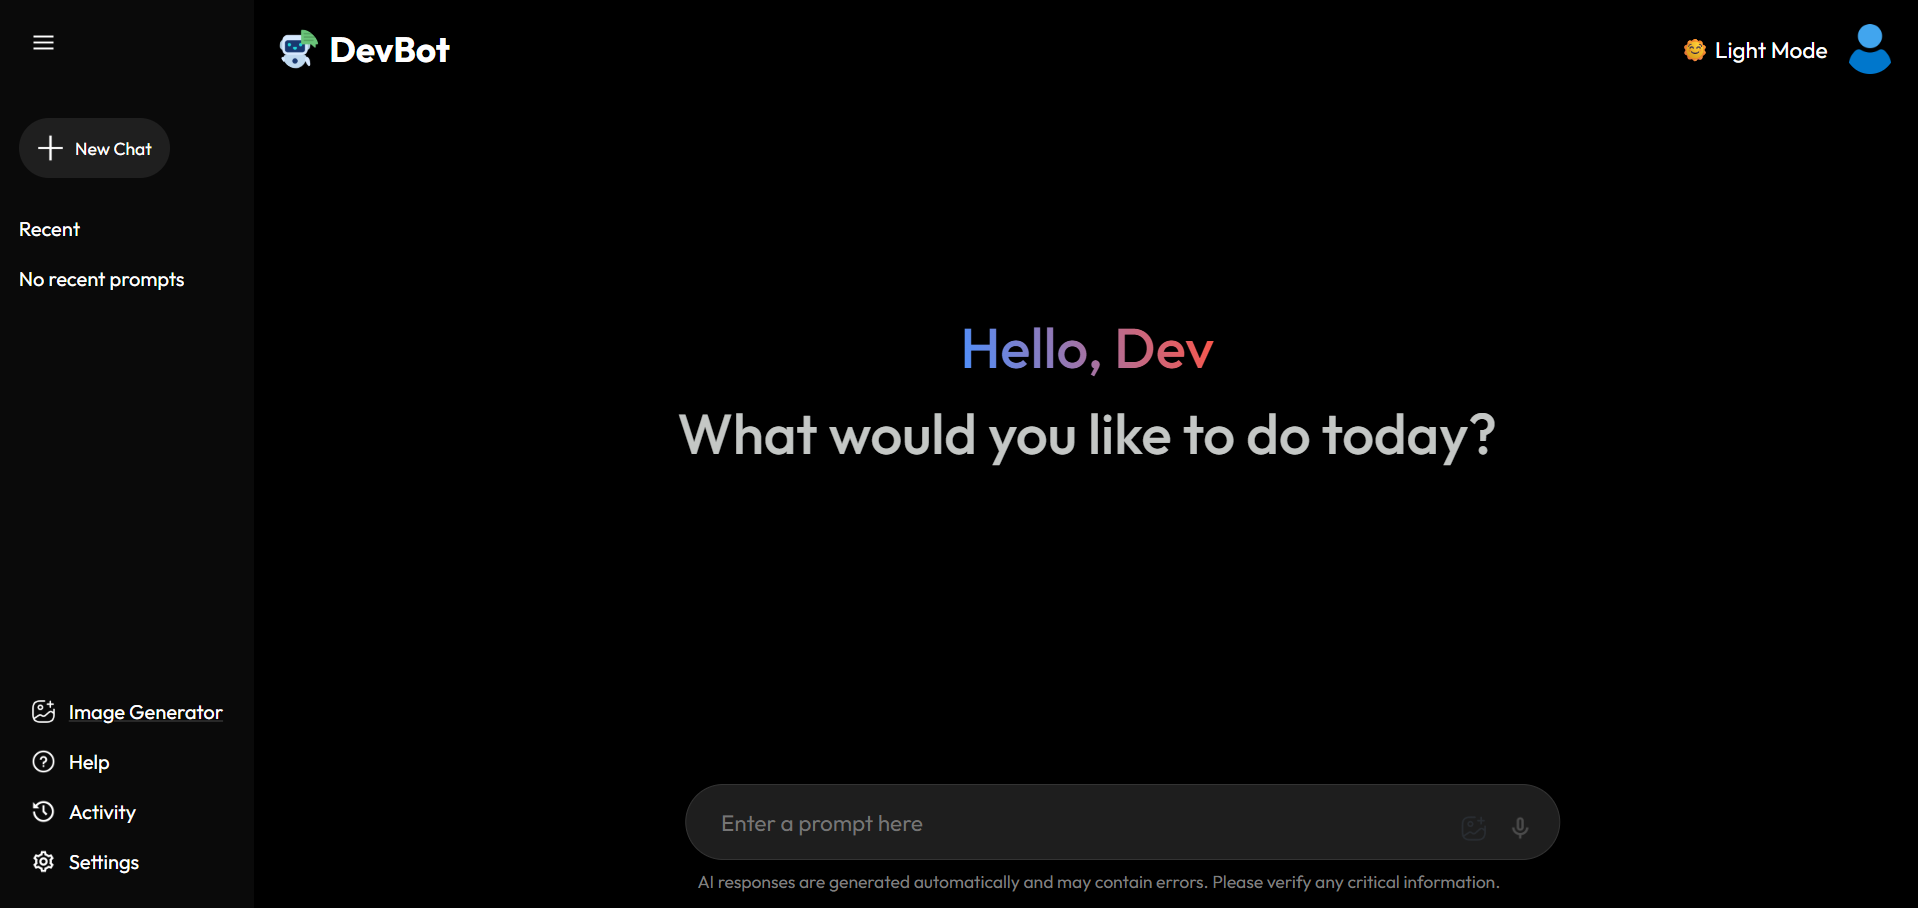 DevBot
Light Mode
New Chat
Recent
No recent prompts
Hello, Dev
What would you like to do today?
Image Generator
Help
Activity
Settings
Enter a prompt here
AI responses are generated automatically and may contain errors. Please verify any critical information.